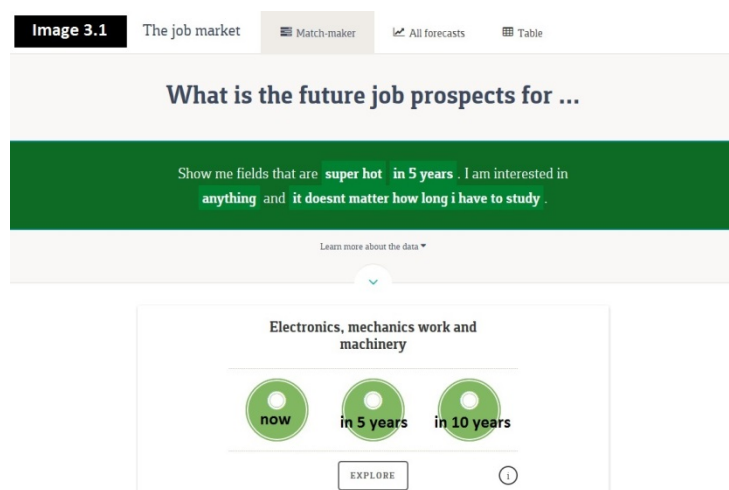 Image 3.1 The job market Match-maker All forecasts Table
What is the future job prospects for ...
Show me fields that are super hot in 5 years . I am interested in
anything and it doesnt matter how long i have to study .
Learn more about the data
Electronics, mechanics work and
machinery
now in 5 years in 10 years
EXPLORE i